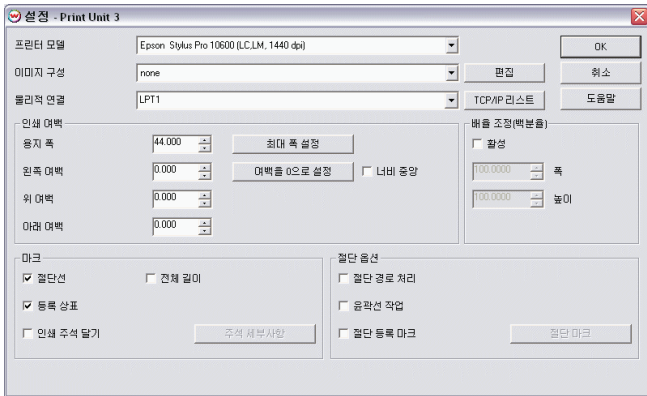 설정 - Print Unit 3
프린터 모델 Epson Stylus Pro 10600 (LC,LM, 1440 dpi) OK
이미지 구성 none 편집 취소
물리적 연결 LPT1 TCP/IP 리스트 도움말
인쇄 여백 배율 조정(백분율)
용지 폭 44.000 최대 폭 설정 활성
왼쪽 여백 0.000 여백을 0으로 설정 너비 중앙 100.0000 폭
위 여백 0.000 100.0000 높이
아래 여백 0.000
마크 절단 옵션
절단선 전체 길이 절단 경로 처리
등록 상표 윤곽선 작업
인쇄 주석 달기 주석 세부사항 절단 등록 마크 절단 마크